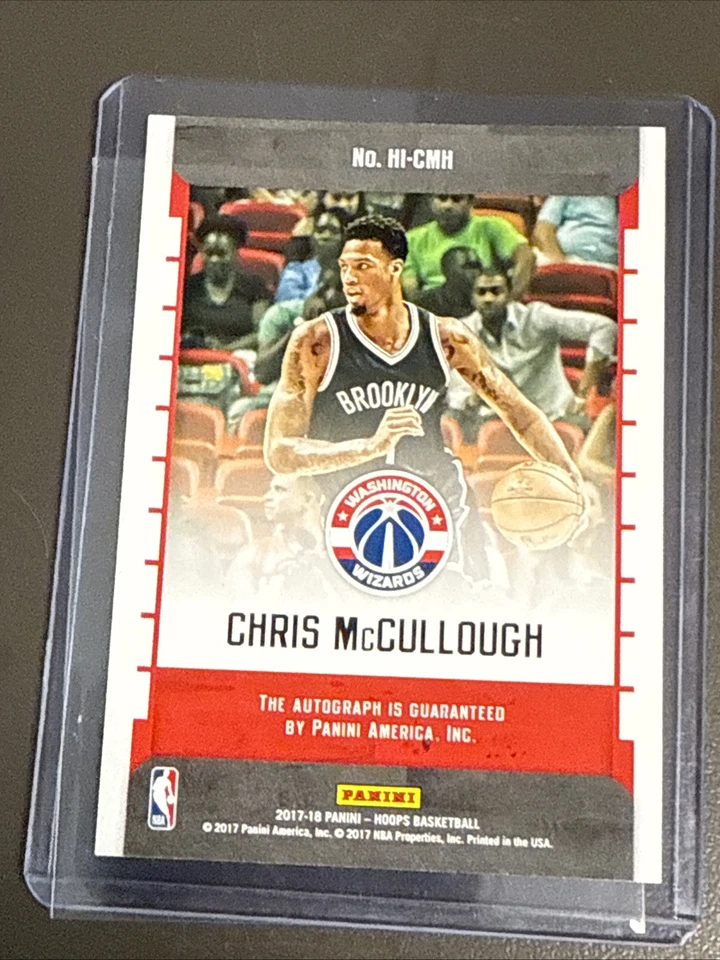 No. HI-CMH
BROOKLYN
WASHINGTON
WIZARDS
CHRIS McCULLOUGH
THE AUTOGRAPH IS GUARANTEED
BY PANINI AMERICA, INC.
PANINI
NBA
2017-18 PANINI – HOOPS BASKETBALL
© 2017 Panini America, Inc. © 2017 NBA Properties, Inc. Printed in the USA.